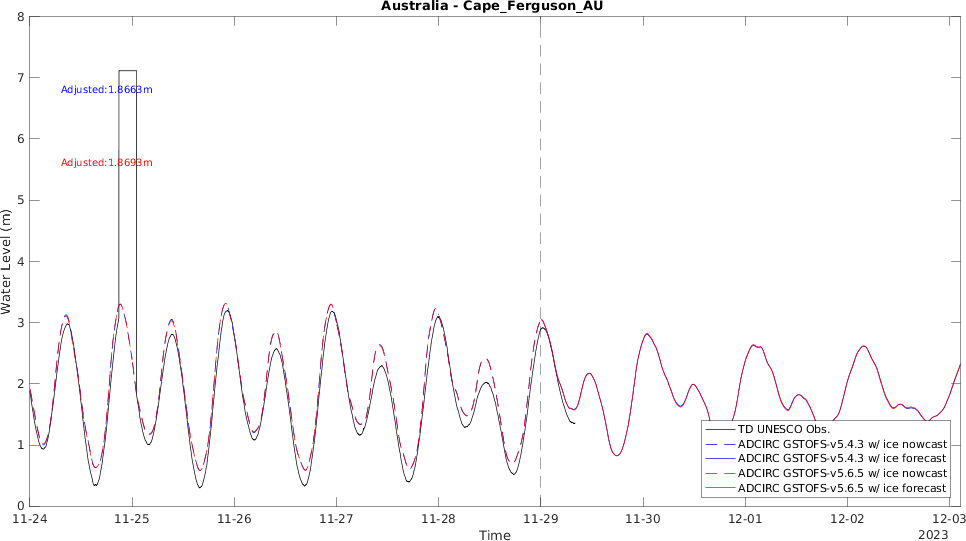 Australia - Cape_Ferguson_AU
8
7
Adjusted:1.8663m
6
Adjusted:1.8693m
5
Water Level (m)
4
3
2
1
0
TD UNESCO Obs.
ADCIRC GSTOFS-v5.4.3 w/ ice nowcast
ADCIRC GSTOFS-v5.4.3 w/ ice forecast
ADCIRC GSTOFS-v5.6.5 w/ ice nowcast
ADCIRC GSTOFS-v5.6.5 w/ ice forecast
11-24 11-25 11-26 11-27 11-28 11-29 11-30 12-01 12-02 12-03
Time
2023